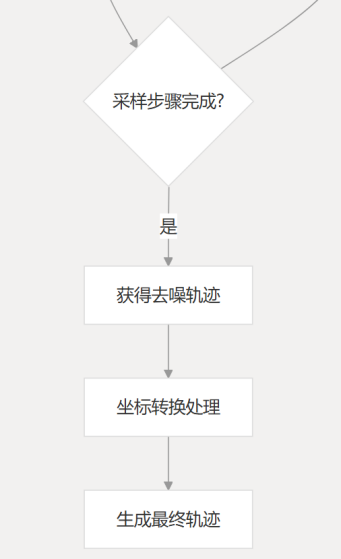 采样步骤完成?
是
获得去噪轨迹
坐标转换处理
生成最终轨迹